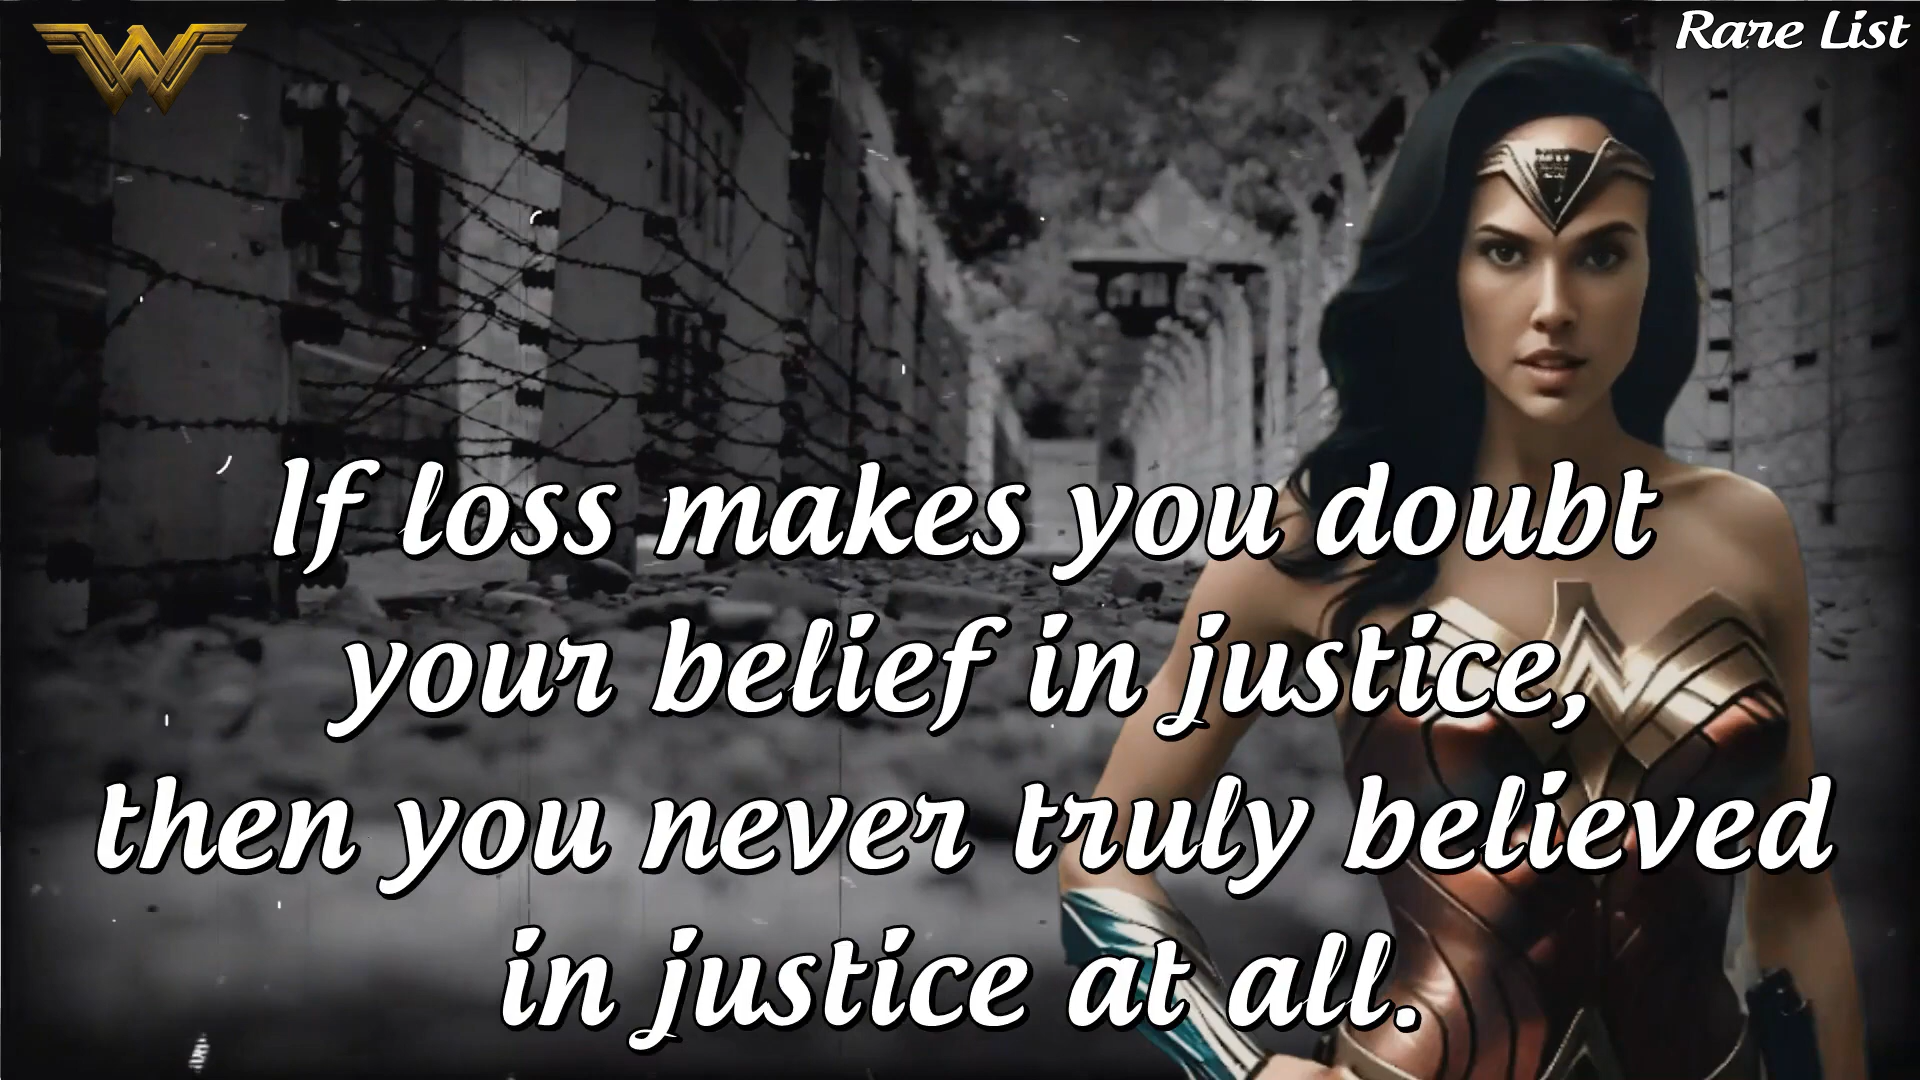 Rare List
If loss makes you doubt
your belief in justice,
then you never truly believed
in justice at all.